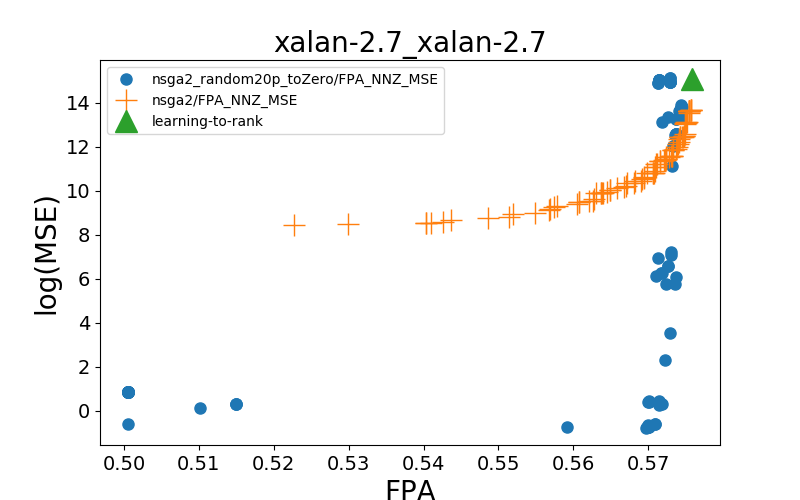 xalan-2.7_xalan-2.7
nsga2_random20p_toZero/FPA_NNZ_MSE
nsga2/FPA_NNZ_MSE
learning-to-rank
log(MSE)
14
12
10
8
6
4
2
0
0.50 0.51 0.52 0.53 0.54 0.55 0.56 0.57
FPA